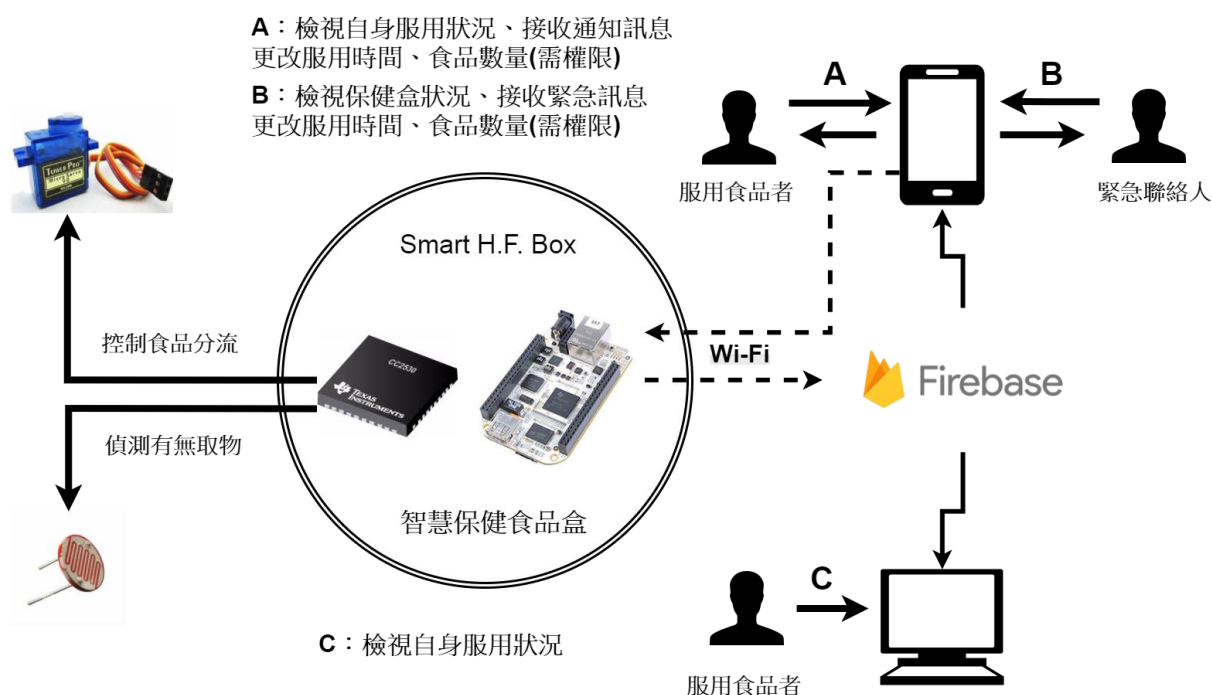 A：檢視自身服用狀況、接收通知訊息
更改服用時間、食品數量(需權限)
B：檢視保健盒狀況、接收緊急訊息
更改服用時間、食品數量(需權限)
A
B
服用食品者
緊急聯絡人
TOWER PRO
Smart H.F. Box
控制食品分流
CC2530
TEXAS
INSTRUMENTS
Wi-Fi
Firebase
偵測有無取物
智慧保健食品盒
C：檢視自身服用狀況
C
服用食品者